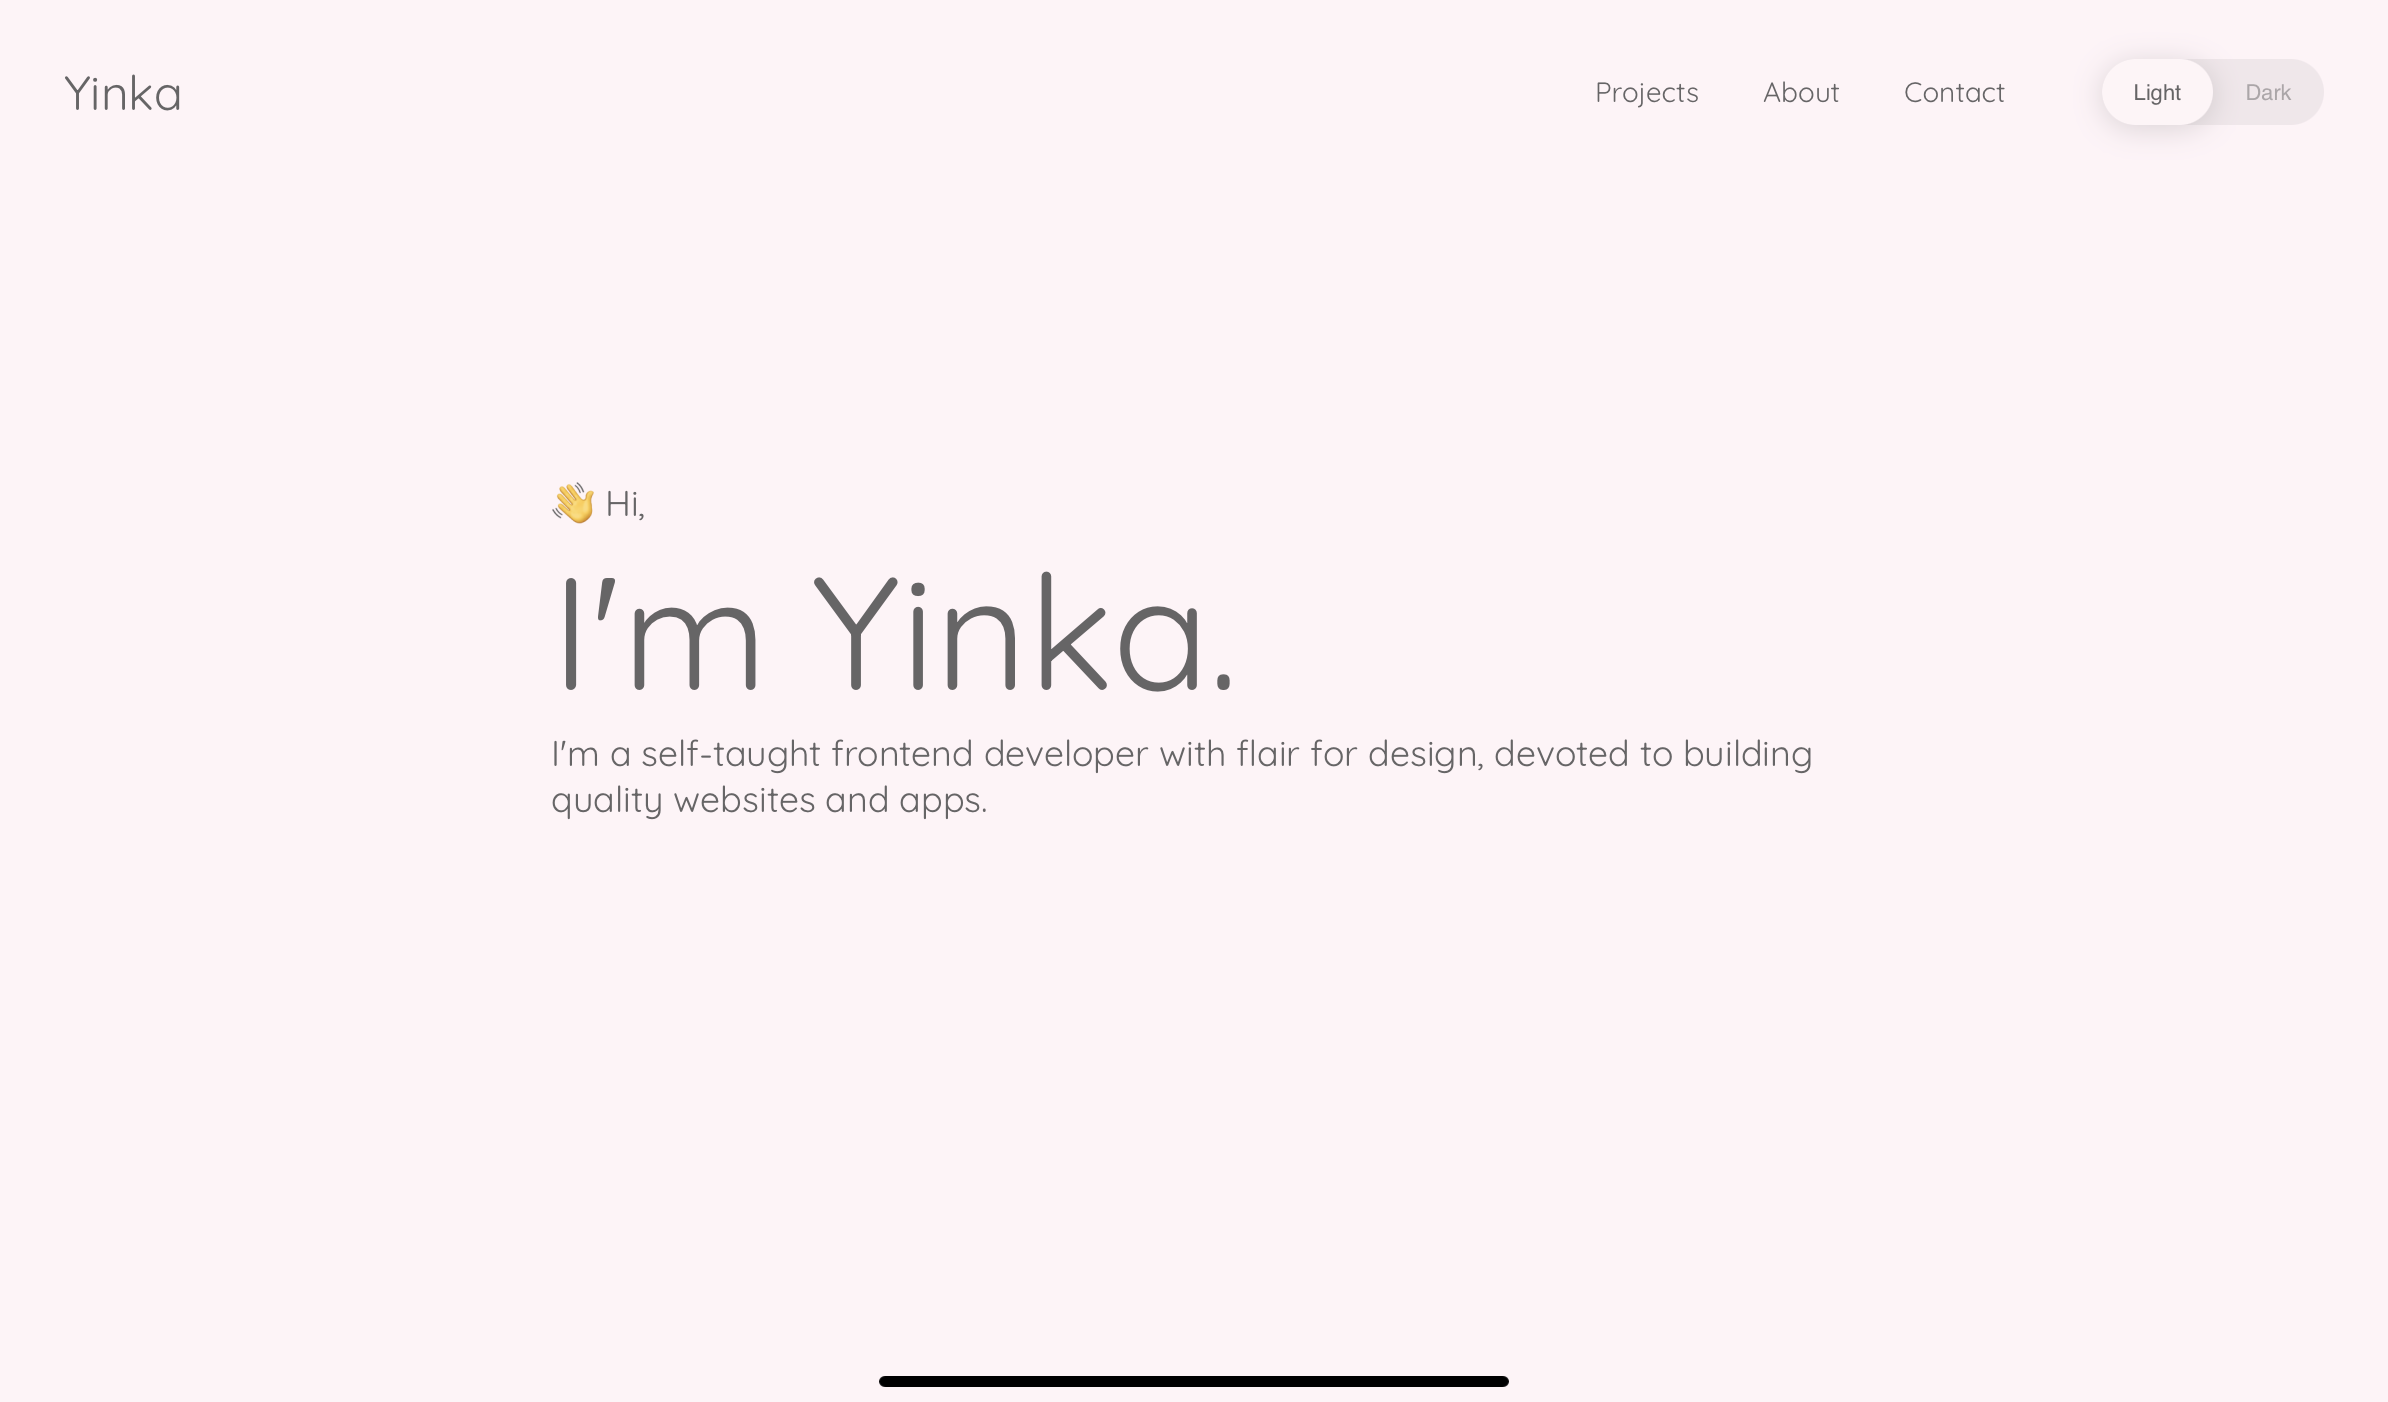 Yinka
Projects About Contact Light Dark
👋 Hi,
I'm Yinka.
I'm a self-taught frontend developer with flair for design, devoted to building
quality websites and apps.